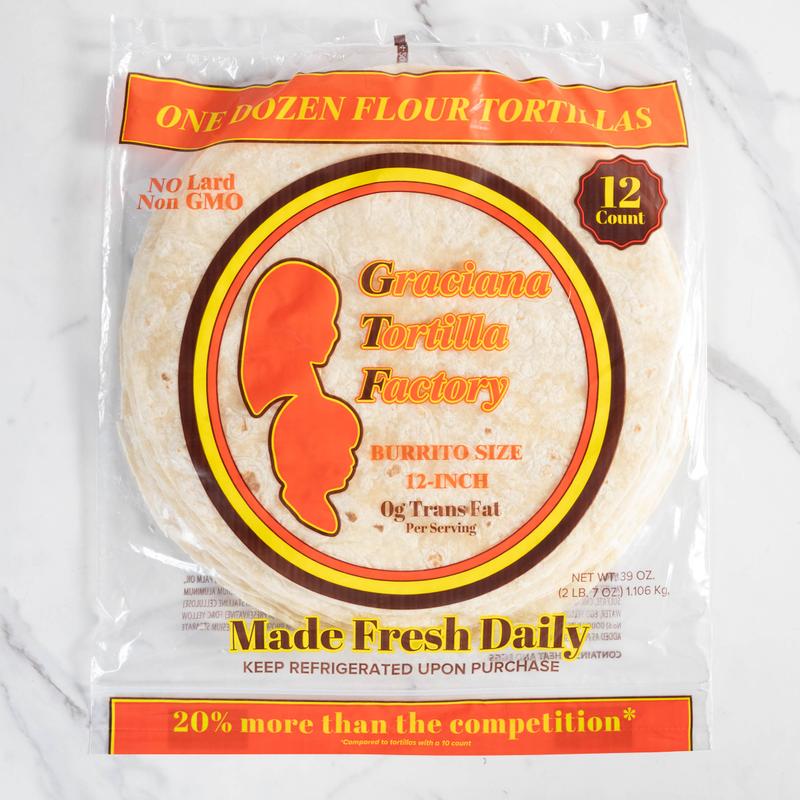 ONE DOZEN FLOUR TORTILLAS
NO Lard
Non GMO
12
Count
Graciana
Tortilla
Factory
BURRITO SIZE
12-INCH
0g Trans Fat
Per Serving
NET WT. 39 OZ.
(2 LB. 7 OZ.) 1.106 Kg.
Made Fresh Daily
KEEP REFRIGERATED UPON PURCHASE
20% more than the competition*
*Compared to tortillas with a 10 count